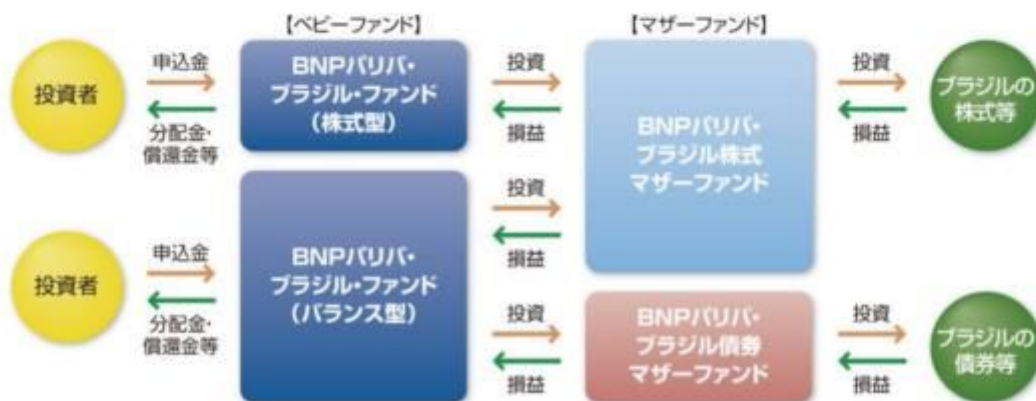 【ベビーファンド】
【マザーファンド】
投資者
申込金
分配金・
償還金等
BNPパリバ・
ブラジル・ファンド
(株式型)
投資
損益
BNPパリバ・
ブラジル株式
マザーファンド
投資
損益
ブラジルの
株式等
投資者
申込金
分配金・
償還金等
BNPパリバ・
ブラジル・ファンド
(バランス型)
投資
損益
投資
損益
BNPパリバ・
ブラジル債券
マザーファンド
投資
損益
ブラジルの
債券等